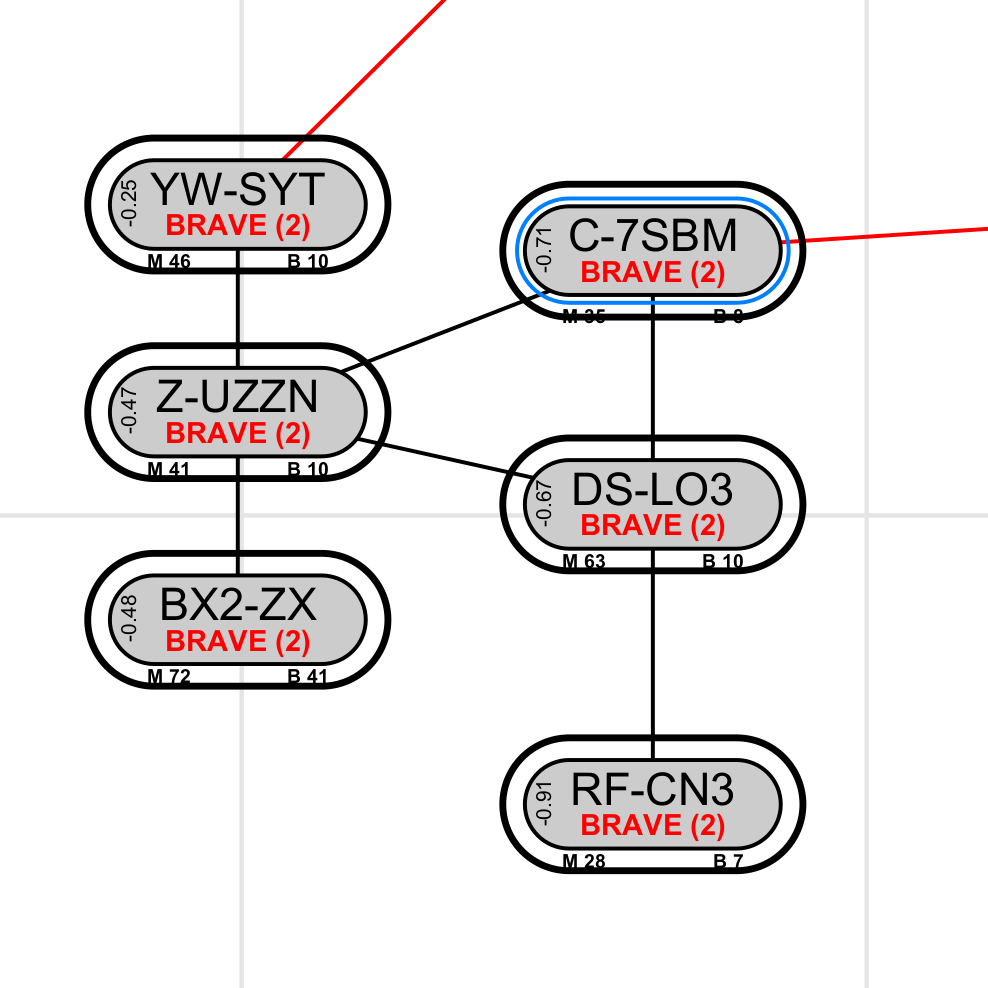 YW-SYT
-0.25
BRAVE (2)
M 46 B 10
C-7SBM
-0.71
BRAVE (2)
M 35 B 8
Z-UZZN
-0.47
BRAVE (2)
M 41 B 10
DS-LO3
-0.67
BRAVE (2)
M 63 B 10
BX2-ZX
-0.48
BRAVE (2)
M 72 B 41
RF-CN3
-0.91
BRAVE (2)
M 28 B 7